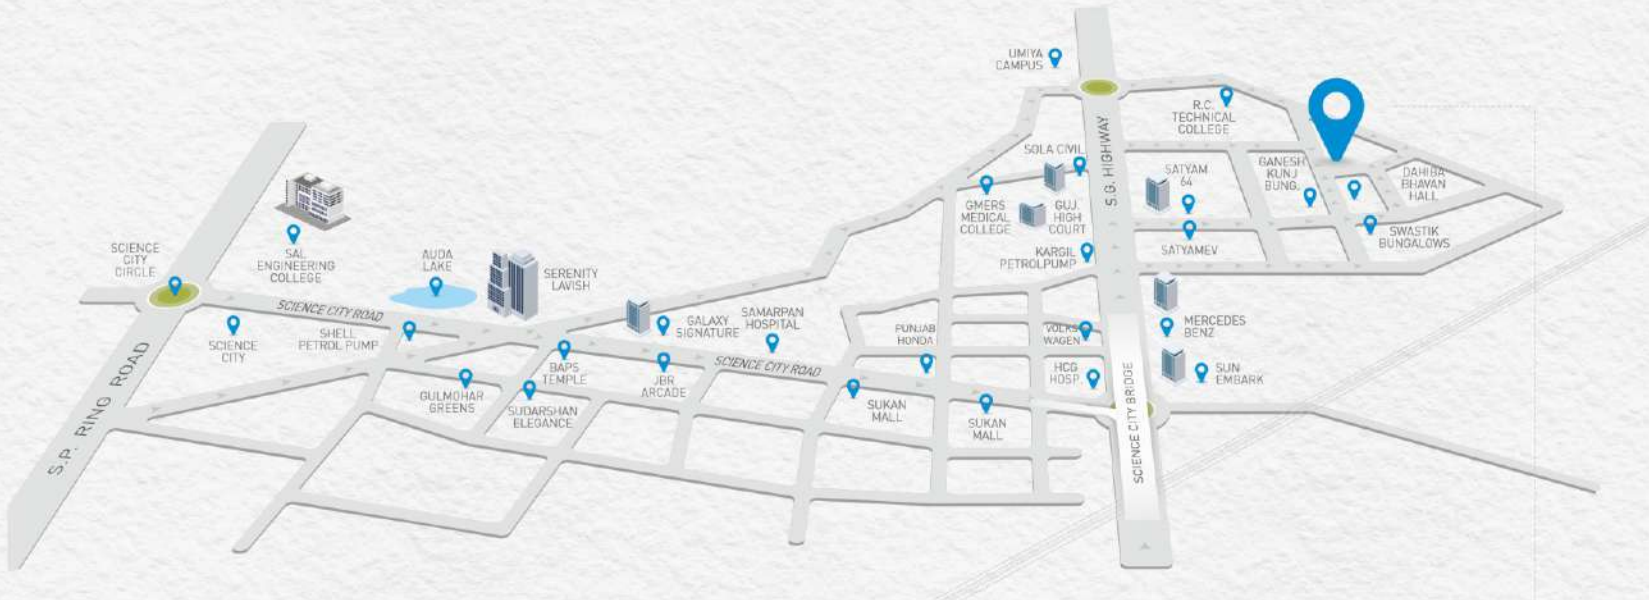 UMIYA
CAMPUS
R.C.
TECHNICAL
COLLEGE
S.G. HIGHWAY
SOLA CIVIL
SATYAM
64
GANESH
KUNJ
BUNG.
DAHIBA
BHAVAN
HALL
GMERS
MEDICAL
COLLEGE
GUJ.
HIGH
COURT
SWASTIK
BUNGALOWS
KARGIL
PETROLPUMP
SATYAMEV
SCIENCE
CITY
CIRCLE
SAL
ENGINEERING
COLLEGE
AUDA
LAKE
SERENITY
LAVISH
SCIENCE CITY ROAD
SCIENCE
CITY
SHELL
PETROL PUMP
GALAXY
SIGNATURE
SAMARPAN
HOSPITAL
PUNJAB
HONDA
VOLKS
WAGEN
MERCEDES
BENZ
S.P. RING ROAD
BAPS
TEMPLE
JBR
ARCADE
SCIENCE CITY ROAD
HCG
HOSP.
SUN
EMBARK
GULMOHAR
GREENS
SUDARSHAN
ELEGANCE
SUKAN
MALL
SUKAN
MALL
SCIENCE CITY BRIDGE